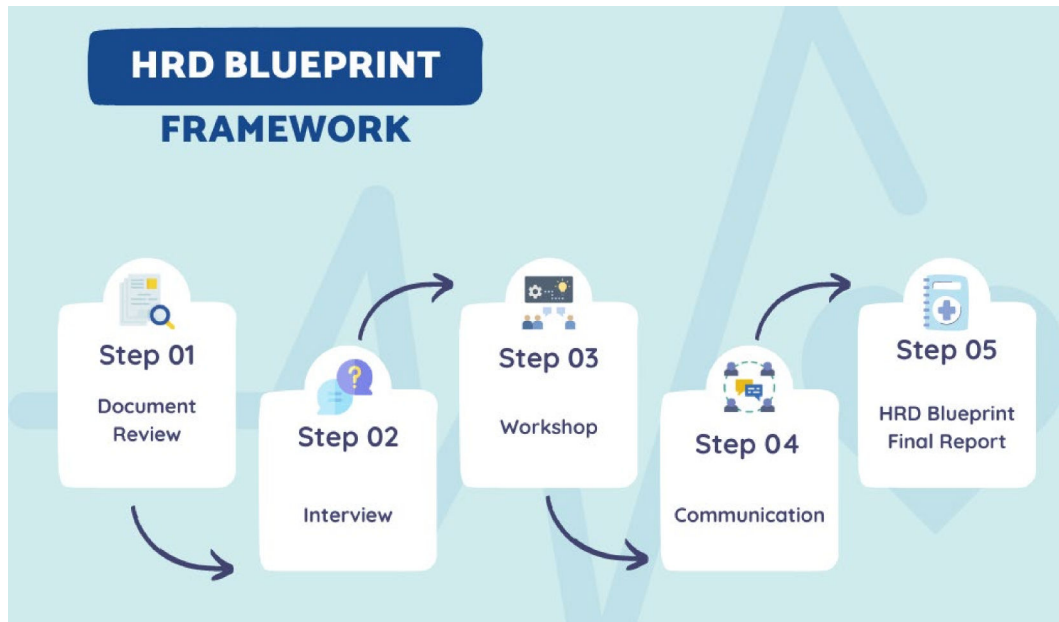 HRD BLUEPRINT
FRAMEWORK
Step 01
Document
Review
Step 02
Interview
Step 03
Workshop
Step 04
Communication
Step 05
HRD Blueprint
Final Report